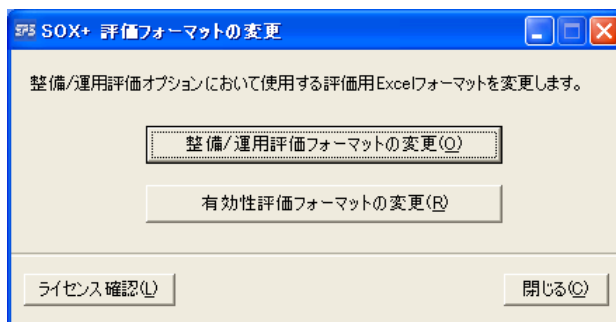 SOX+ 評価フォーマットの変更
整備/運用評価オプションにおいて使用する評価用Excelフォーマットを変更します。
整備/運用評価フォーマットの変更(O)
有効性評価フォーマットの変更(R)
ライセンス確認(L)
閉じる(C)